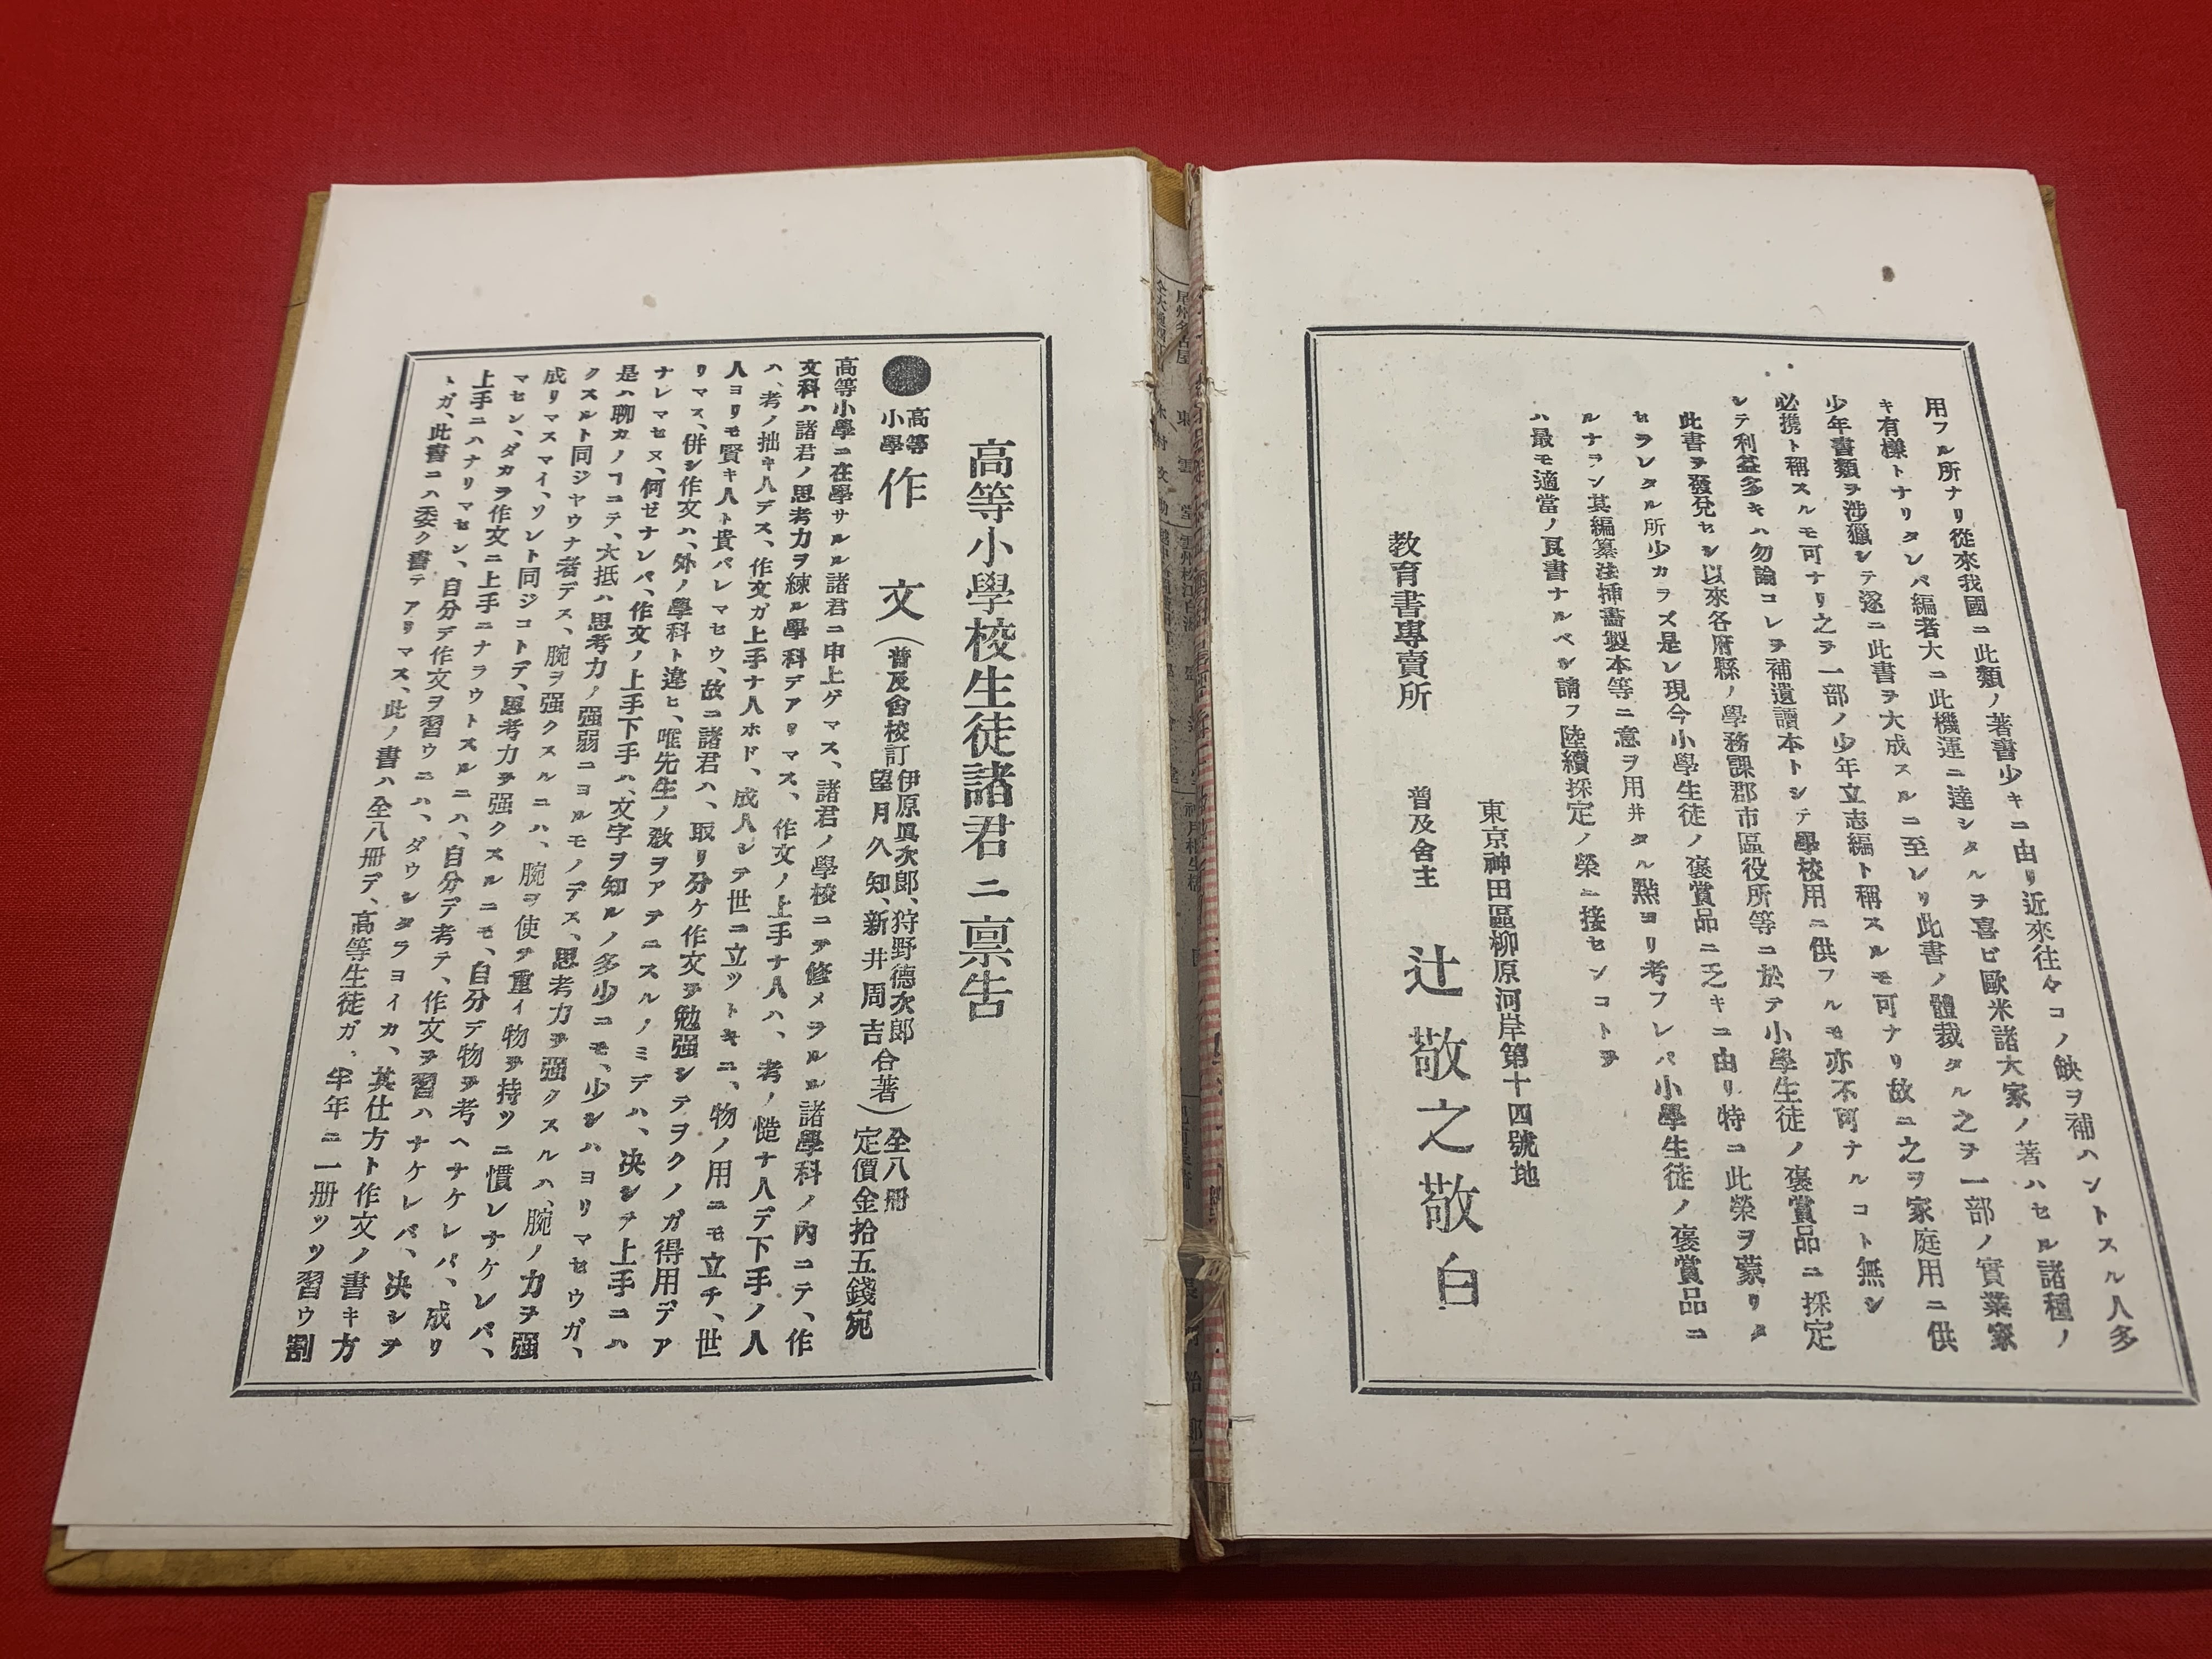 用フル所ナリ從來我國ニ此類ノ著書少キニ由リ近來往々コノ缺ヲ補ハントスル人多
キ有樣トナリタレバ編者大ニ此機運ニ達シタルヲ喜ビ歐米諸大家ノ著ハセル諸種ノ
少年書類ヲ涉獵シテ遂ニ此書ヲ大成スルニ至レリ此書ノ體裁タル之ヲ一部ノ實業家
必携ト稱スルモ可ナリ之ヲ一部ノ少年立志編ト稱スルモ可ナリ故ニ之ヲ家庭用ニ供
シテ利益多キハ勿論コレヲ補遺讀本トシテ學校用ニ供フルモ亦不可ナルコト無シ
此書ヲ發兌セシ以來各府縣ノ學務課郡市區役所等ニ於テ小學生徒ノ褒賞品ニ採定
セラレタル所少カラズ是レ現今小學生徒ノ褒賞品ニ乏キニ由リ特ニ此榮ヲ蒙リタ
ルナラン其編纂注揷畵製本等ニ意ヲ用井タル點ヨリ考フレバ小學生徒ノ褒賞品ニ
ハ最モ適當ノ良書ナルベシ請フ陸續採定ノ榮ニ接センコトヲ
東京神田區柳原河岸第十四號地
教育書專賣所 普及舍主 辻敬之敬白
高等小學校生徒諸君ニ禀告
●高等小學作文(普及舍校訂 伊原眞次郎、狩野德次郎 望月久知、新井周吉 合著)全八冊 定價金拾五錢宛
高等小學ニ在學サルル諸君ニ申上ゲマス、諸君ノ學校ニテ修メラルル諸學科ノ內ニテ、作
文科ハ諸君ノ思考力ヲ練ル學科デアリマス、作文ノ上手ナ人ハ、考ノ慥ナ人デ下手ノ人
ハ、考ノ拙キ人デス、作文ガ上手ナ人ホド、成人シテ世ニ立ツトキニ、物ノ用ニモ立チ、世
人ヨリモ賢キ人ト貴バレマセウ、故ニ諸君ハ、取リ分ケ作文ヲ勉强シテヲクノガ得用デア
リマス、併シ作文ハ、外ノ學科ト違ヒ、唯先生ノ敎ヲアテニスルノミデハ、决シテ上手ニハ
ナレマセヌ、何ゼナレバ、作文ノ上手下手ハ、文字ヲ知ルノ多少ニモ、少シハヨリマセウガ、
是ハ聊カノコニテ、大抵ハ思考力ノ强弱ニヨルモノデス、思考力ヲ强クスルハ、腕ノ力ヲ强
クスルト同ジヤウナ者デス、腕ヲ强クスルニハ、腕ヲ使ヲ重イ物ヲ持ツニ慣レナケレバ、
成リマスマイ、ソレト同ジコトデ、思考力ヲ强クスルニモ、自分デ物ヲ考ヘナケレバ、成リ
マセン、ダカラ作文ニ上手ニナラウトスルニハ、自分デ考テ、作文ヲ習ハナケレバ、决シテ
上手ニハナリマセン、自分デ作文ヲ習ウニハ、ダウシタラヨイカ、其仕方ト作文ノ書キ方
トガ、此書ニハ委ク書テアリマス、此ノ書ハ全八冊デ、高等生徒ガ、半年ニ一册ヅツ習ウ割